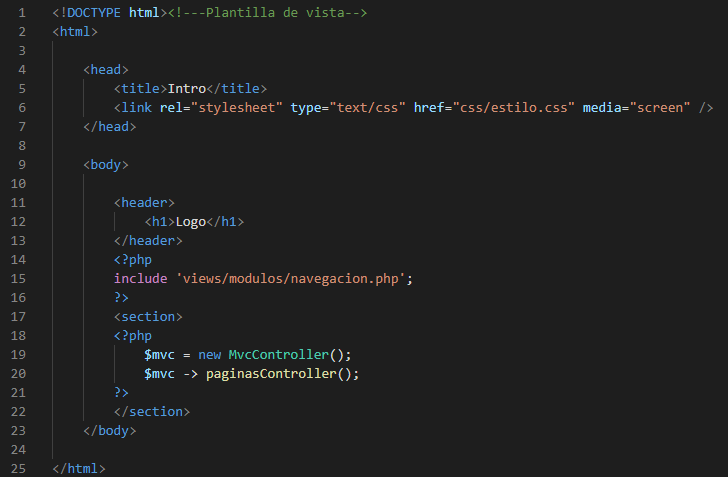 1 <!DOCTYPE html><!---Plantilla de vista-->
2 <html>
3
4 <head>
5 <title>Intro</title>
6 <link rel="stylesheet" type="text/css" href="css/estilo.css" media="screen" />
7 </head>
8
9 <body>
10
11 <header>
12 <h1>Logo</h1>
13 </header>
14 <?php
15 include 'views/modulos/navegacion.php';
16 ?>
17 <section>
18 <?php
19 $mvc = new MvcController();
20 $mvc -> paginasController();
21 ?>
22 </section>
23 </body>
24
25 </html>